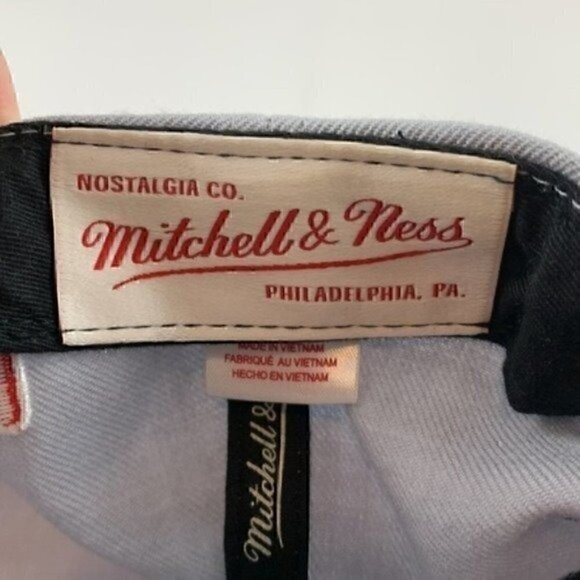 NOSTALGIA CO.
Mitchell & Ness
PHILADELPHIA, PA.
MADE IN VIETNAM
FABRIQUÉ AU VIETNAM
HECHO EN VIETNAM
Mitchell &